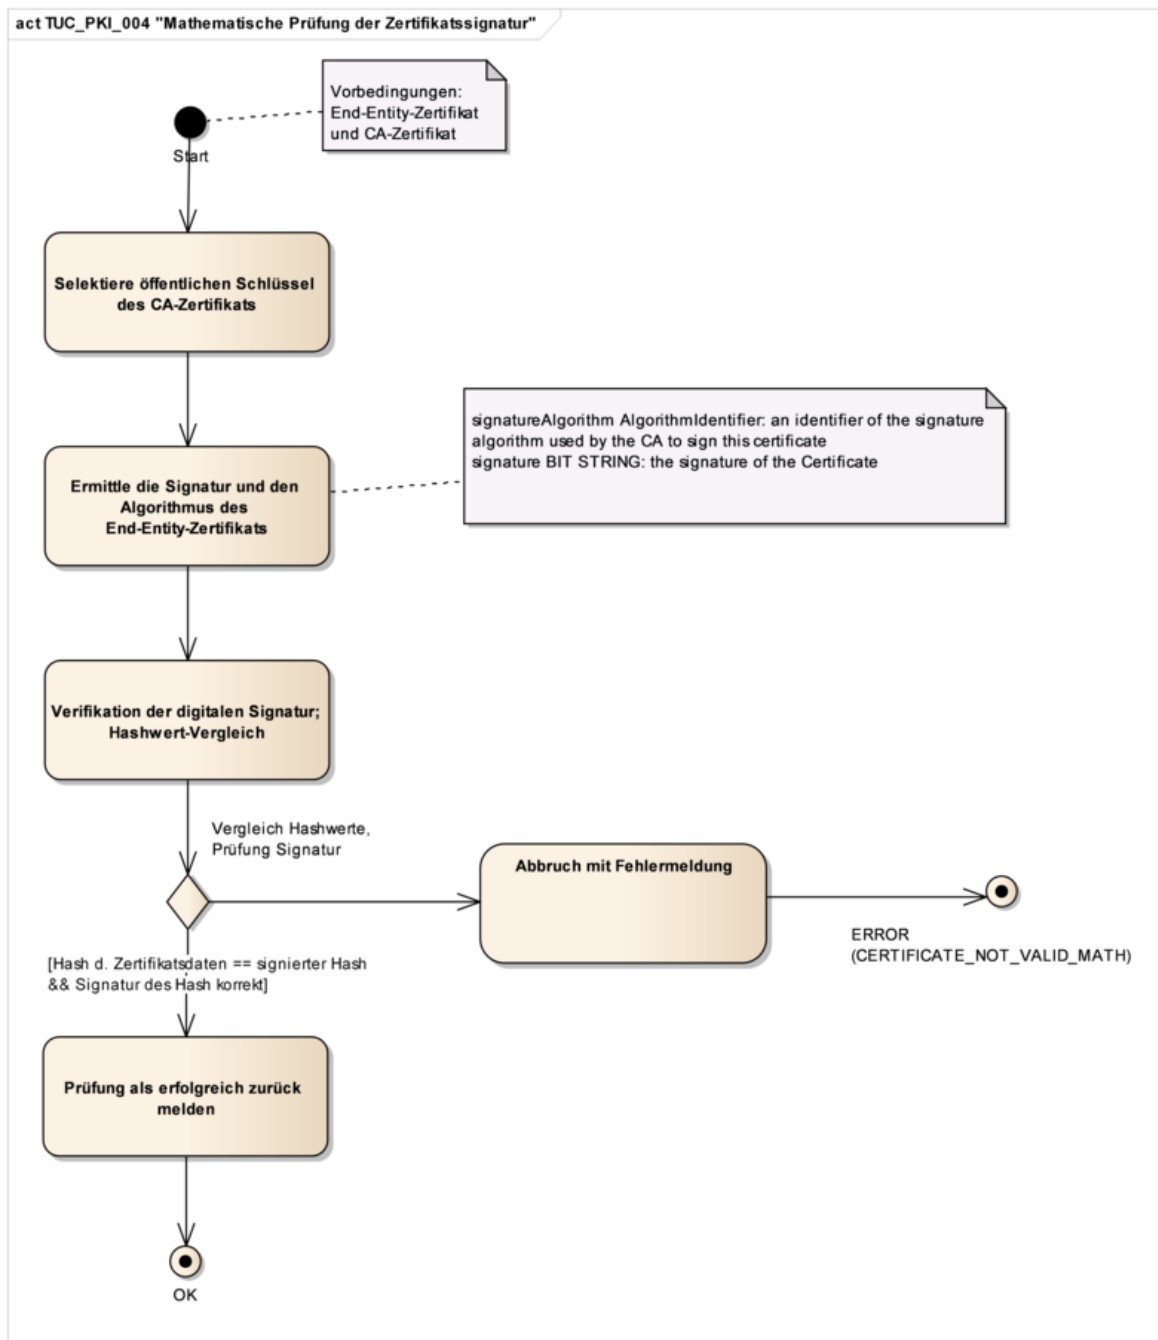 act TUC_PKI_004 "Mathematische Prüfung der Zertifikatssignatur"
Vorbedingungen:
End-Entity-Zertifikat
und CA-Zertifikat
Start
Selektiere öffentlichen Schlüssel
des CA-Zertifikats
signatureAlgorithm AlgorithmIdentifier: an identifier of the signature
algorithm used by the CA to sign this certificate
signature BIT STRING: the signature of the Certificate
Ermittle die Signatur und den
Algorithmus des
End-Entity-Zertifikats
Verifikation der digitalen Signatur;
Hashwert-Vergleich
Vergleich Hashwerte,
Prüfung Signatur
Abbruch mit Fehlermeldung
ERROR
(CERTIFICATE_NOT_VALID_MATH)
[Hash d. Zertifikatsdaten == signierter Hash
&& Signatur des Hash korrekt]
Prüfung als erfolgreich zurück
melden
OK